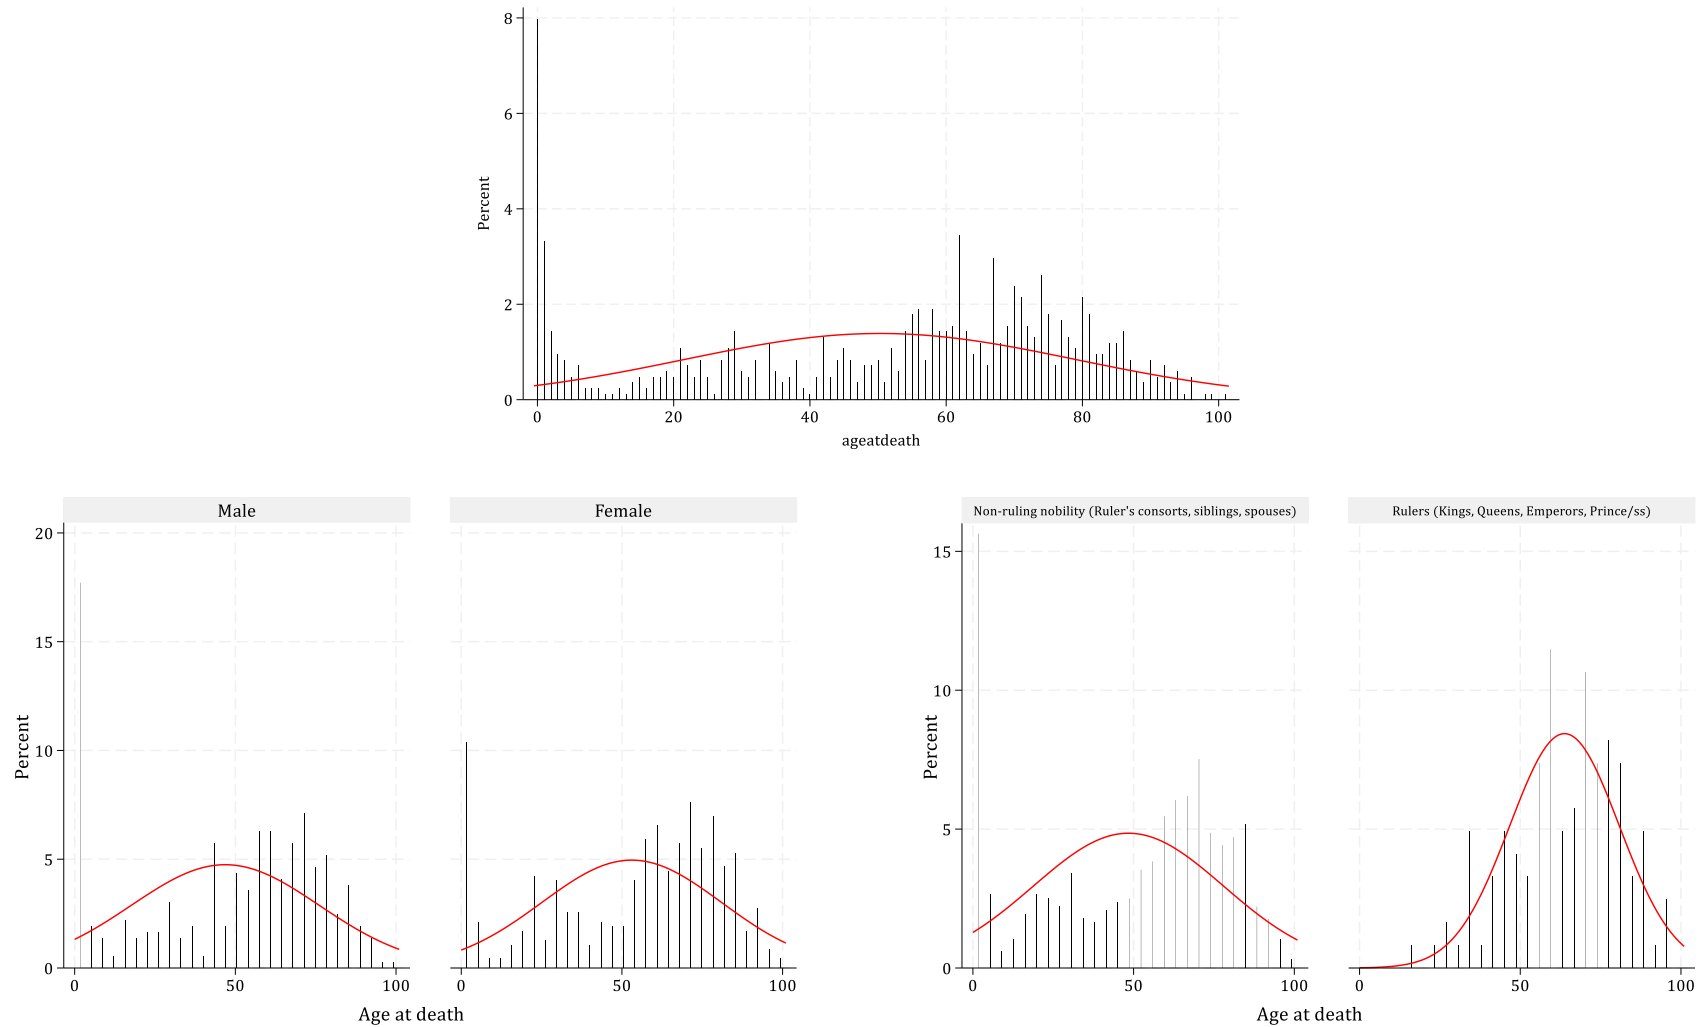 Percent
8
6
4
2
0
0 20 40 60 80 100
ageatdeath
Male Female
Percent
20
15
10
5
0
0 50 100 0 50 100
Age at death
Non-ruling nobility (Ruler's consorts, siblings, spouses) Rulers (Kings, Queens, Emperors, Prince/ss)
Percent
15
10
5
0
0 50 100 0 50 100
Age at death